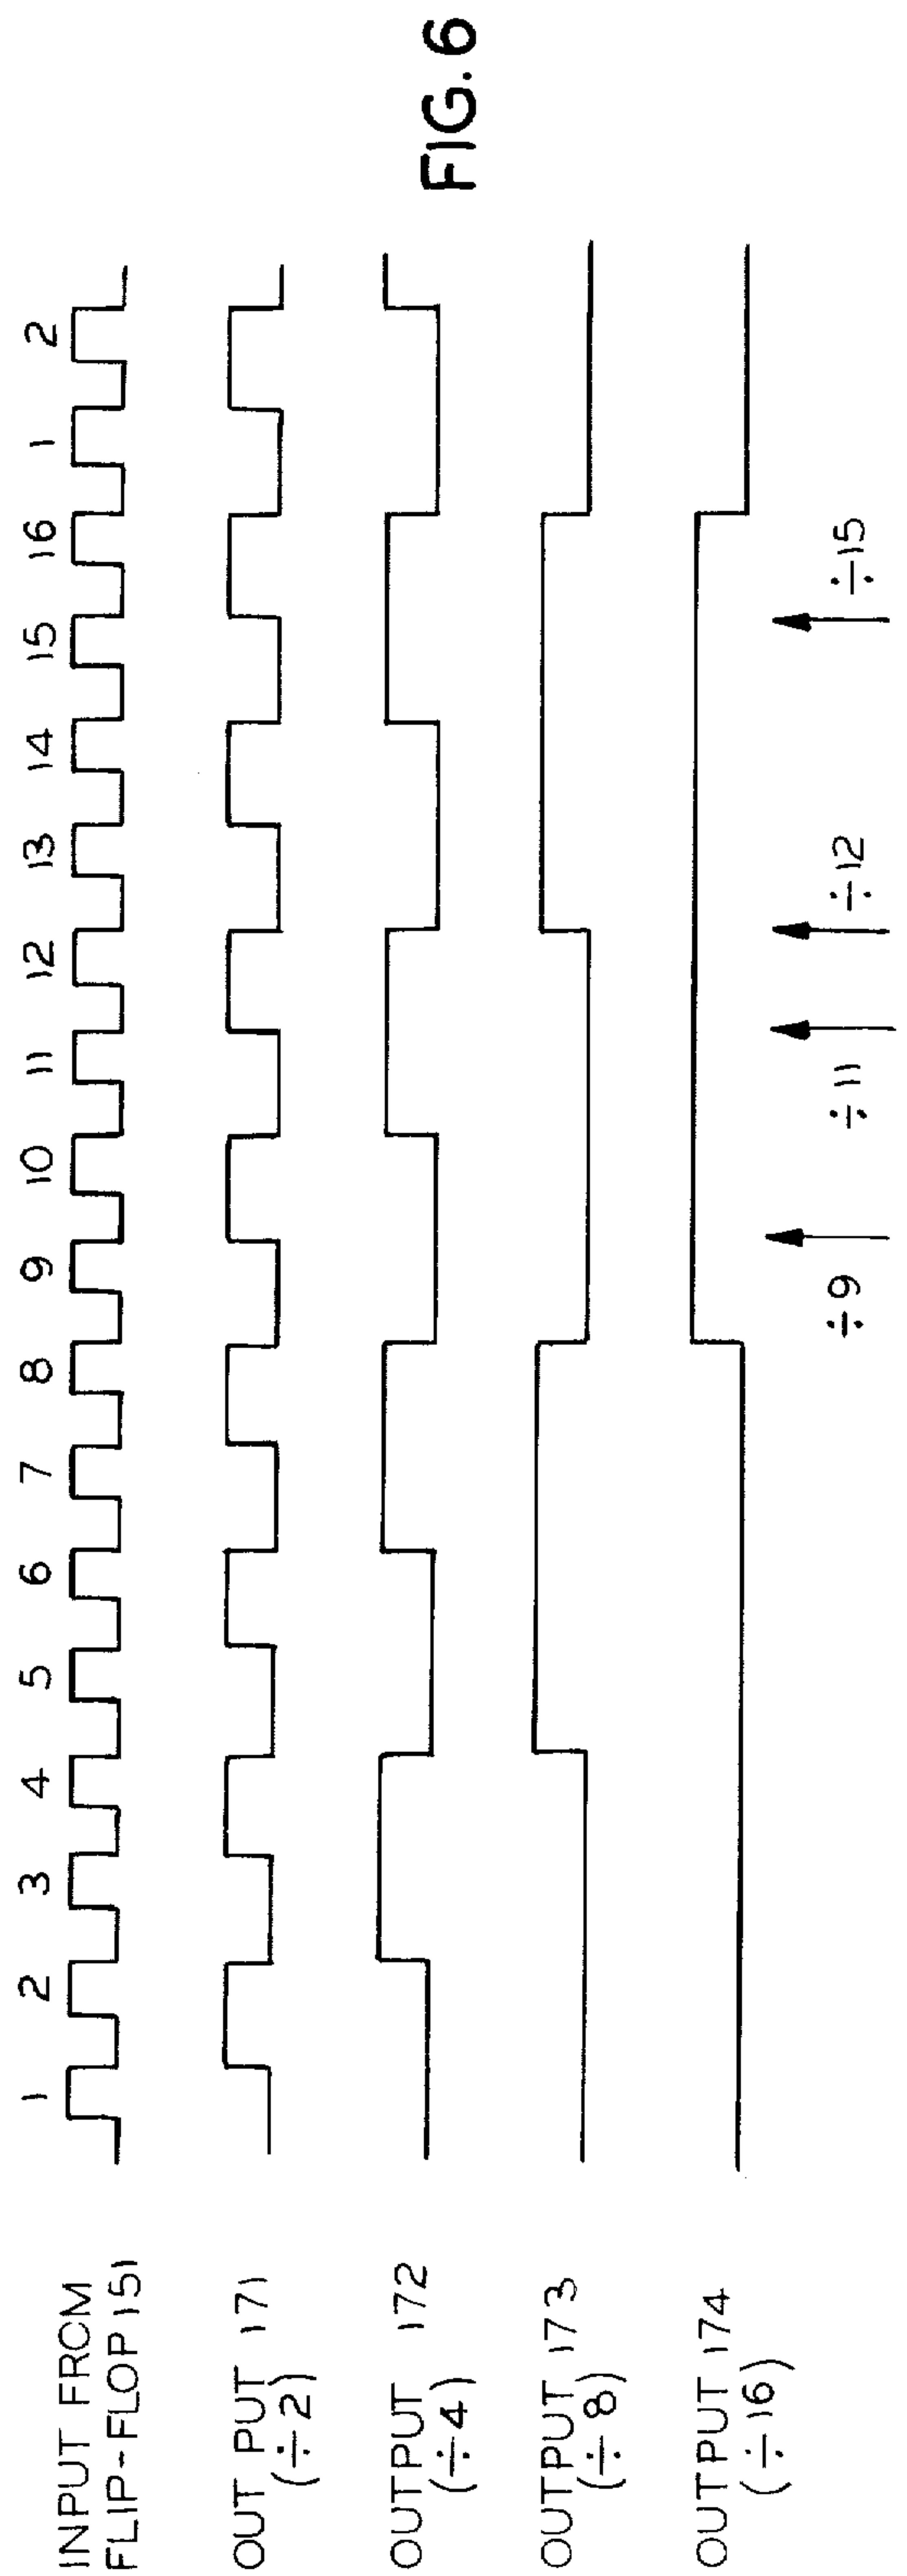 INPUT FROM
FLIP-FLOP 151
1 2 3 4 5 6 7 8 9 10 11 12 13 14 15 16 1 2
OUT PUT 171
(÷2)
OUTPUT 172
(÷4)
OUTPUT 173
(÷8)
OUTPUT 174
(÷16)
÷9 ÷11 ÷12 ÷15
FIG. 6